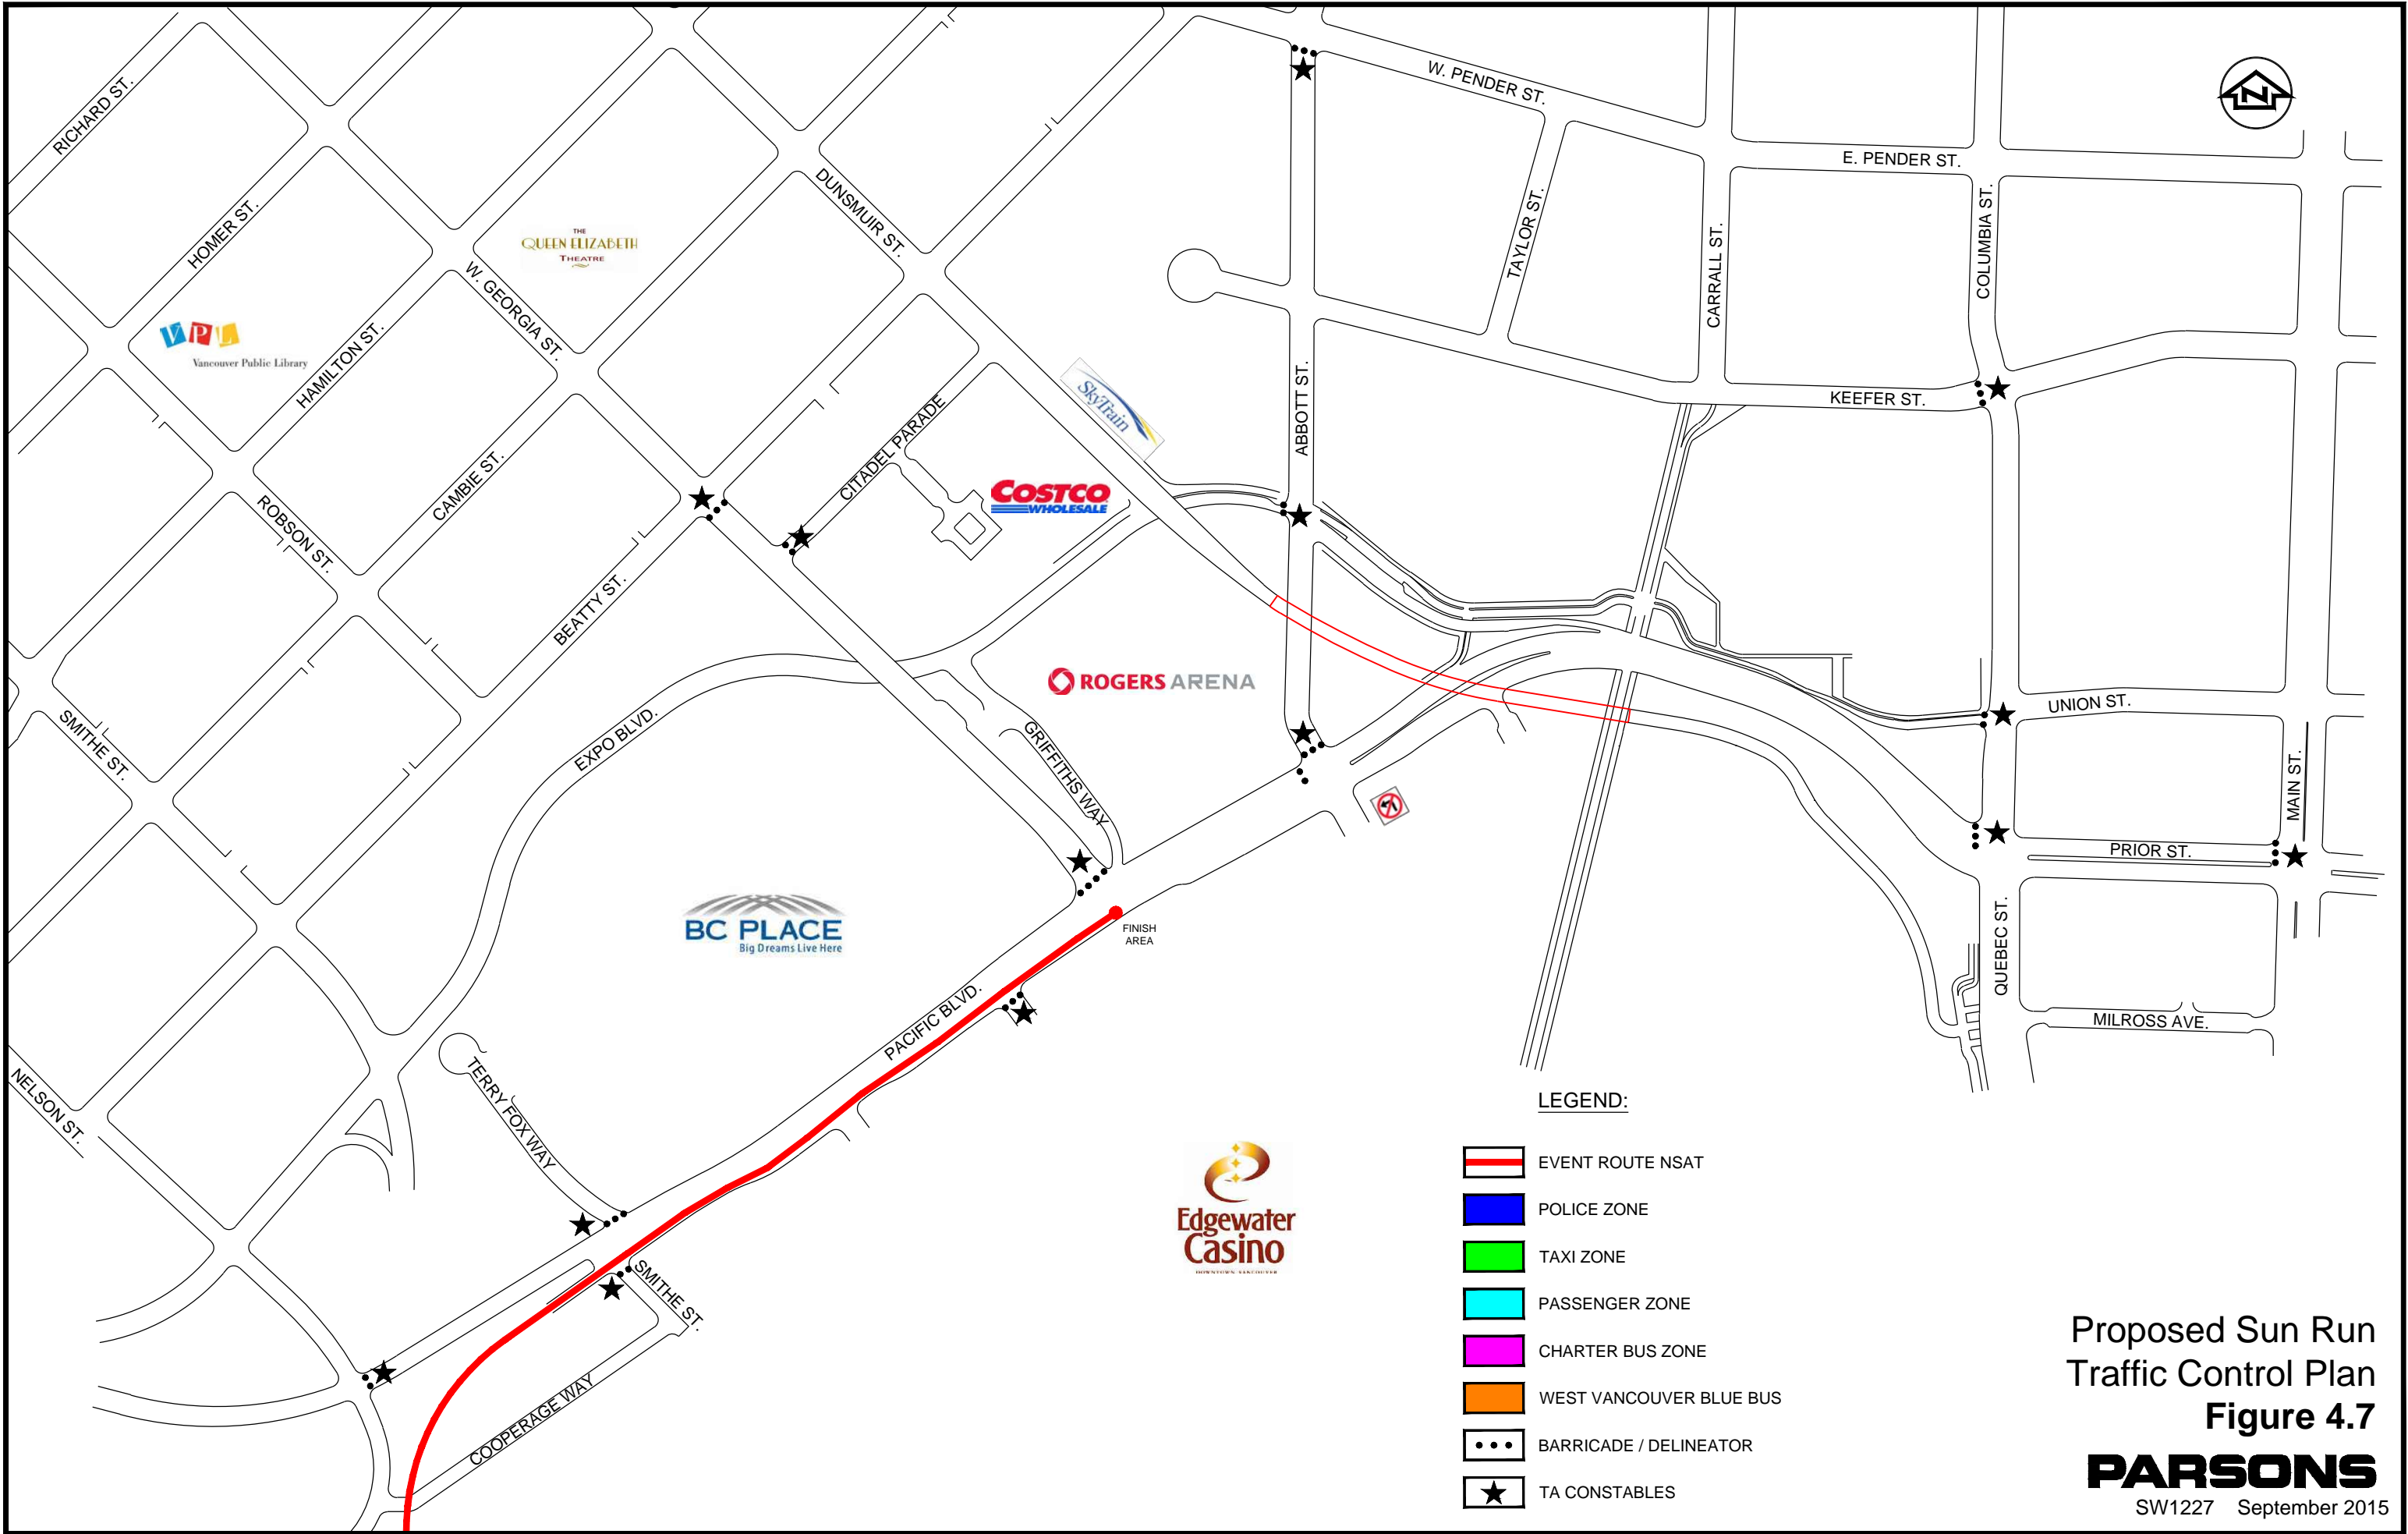 RICHARD ST.
HOMER ST.
HAMILTON ST.
CAMBIE ST.
BEATTY ST.
W. GEORGIA ST.
DUNSMUIR ST.
ROBSON ST.
SMITHE ST.
NELSON ST.
THE
QUEEN ELIZABETH
THEATRE
VPL
Vancouver Public Library
CITADEL PARADE
SkyTrain
COSTCO
WHOLESALE
ABBOTT ST.
W. PENDER ST.
TAYLOR ST.
CARRALL ST.
E. PENDER ST.
COLUMBIA ST.
KEEFER ST.
N
UNION ST.
MAIN ST.
PRIOR ST.
QUEBEC ST.
MILROSS AVE.
ROGERS ARENA
GRIFFITHS WAY
EXPO BLVD.
BC PLACE
Big Dreams Live Here
FINISH
AREA
PACIFIC BLVD.
TERRY FOX WAY
SMITHE ST.
COOPERAGE WAY
Edgewater
Casino
DOWNTOWN VANCOUVER
LEGEND:
EVENT ROUTE NSAT
POLICE ZONE
TAXI ZONE
PASSENGER ZONE
CHARTER BUS ZONE
WEST VANCOUVER BLUE BUS
BARRICADE / DELINEATOR
TA CONSTABLES
Proposed Sun Run
Traffic Control Plan
Figure 4.7
PARSONS
SW1227 September 2015